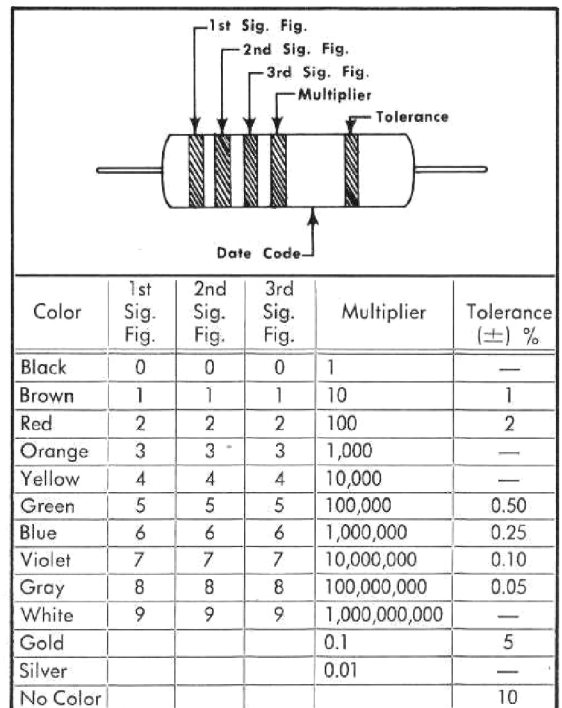 1st Sig. Fig.
2nd Sig. Fig.
3rd Sig. Fig.
Multiplier
Tolerance
Date Code
Color 1st Sig. Fig. 2nd Sig. Fig. 3rd Sig. Fig. Multiplier Tolerance (±) %
Black 0 0 0 1 —
Brown 1 1 1 10 1
Red 2 2 2 100 2
Orange 3 3 3 1,000 —
Yellow 4 4 4 10,000 —
Green 5 5 5 100,000 0.50
Blue 6 6 6 1,000,000 0.25
Violet 7 7 7 10,000,000 0.10
Gray 8 8 8 100,000,000 0.05
White 9 9 9 1,000,000,000 —
Gold 0.1 5
Silver 0.01 —
No Color 10